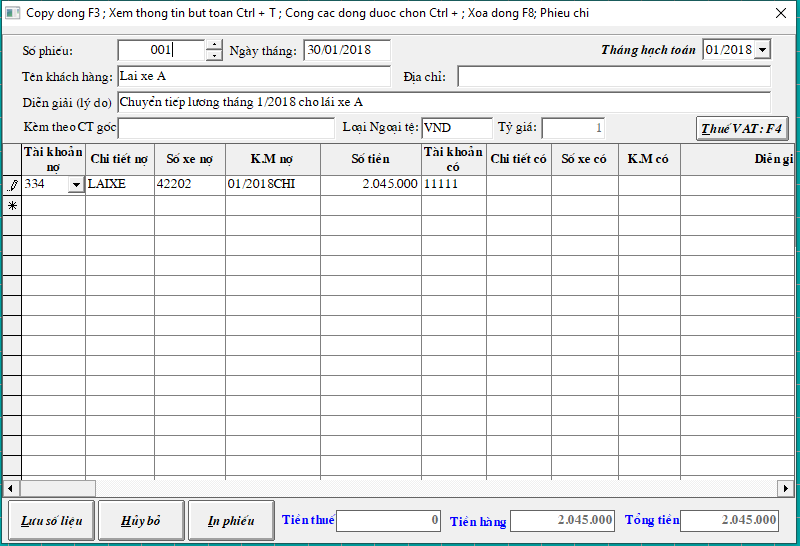 Copy dong F3 ; Xem thong tin but toan Ctrl + T ; Cong cac dong duoc chon Ctrl + ; Xoa dong F8; Phieu chi
Số phiếu: 001 Ngày tháng: 30/01/2018 Tháng hạch toán 01/2018
Tên khách hàng: Lai xe A Địa chỉ:
Diễn giải (lý do) Chuyển tiếp lương tháng 1/2018 cho lái xe A
Kèm theo CT gốc Loại Ngoại tệ: VND Tỷ giá: 1 Thuế VAT : F4
Tài khoản nợ Chi tiết nợ Số xe nợ K.M nợ Số tiền Tài khoản có Chi tiết có Số xe có K.M có Diễn gi
334 LAIXE 42202 01/2018CHI 2.045.000 11111
Lưu số liệu Hủy bỏ In phiếu Tiền thuế 0 Tiền hàng 2.045.000 Tổng tiền 2.045.000